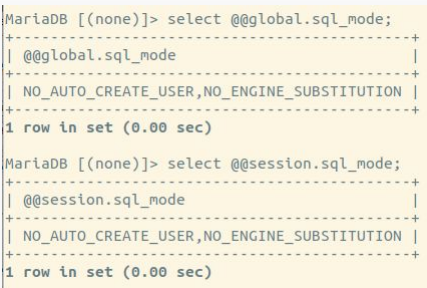 MariaDB [(none)]> select @@global.sql_mode;
+--------------------------------------------+
| @@global.sql_mode                          |
+--------------------------------------------+
| NO_AUTO_CREATE_USER,NO_ENGINE_SUBSTITUTION |
+--------------------------------------------+
1 row in set (0.00 sec)
MariaDB [(none)]> select @@session.sql_mode;
+--------------------------------------------+
| @@session.sql_mode                         |
+--------------------------------------------+
| NO_AUTO_CREATE_USER,NO_ENGINE_SUBSTITUTION |
+--------------------------------------------+
1 row in set (0.00 sec)